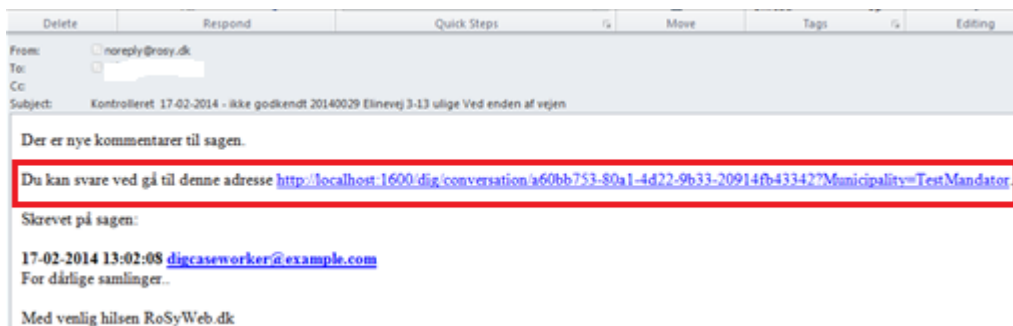 Delete Respond Quick Steps Move Tags Editing
From: noreply@rosy.dk
To:
Cc
Subject: Kontrolleret 17-02-2014 - ikke godkendt 20140029 Elinevej 3-13 ulige Ved enden af vejen
Der er nye kommentarer til sagen.
Du kan svare ved gå til denne adresse http://localhost:1600/dig/conversation/a60bb753-80a1-4d22-9b33-20914fb43342?Municipality=TestMandator.
Skrevet på sagen:
17-02-2014 13:02:08 digcaseworker@example.com
For dårlige samlinger..
Med venlig hilsen RoSyWeb.dk